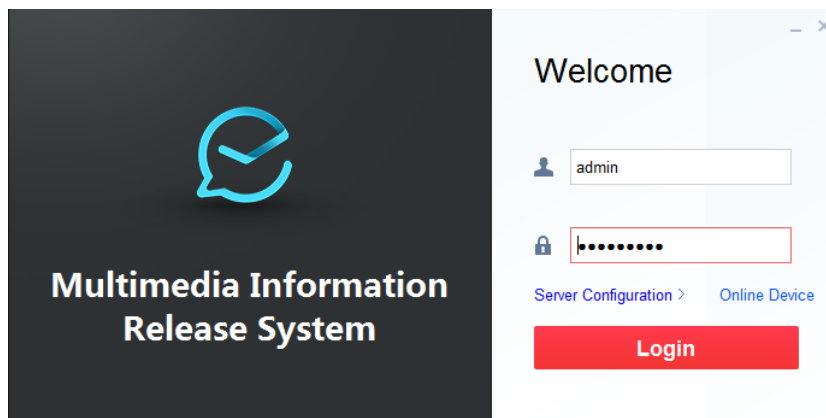 Welcome
admin
•••••••••
Multimedia Information
Release System
Server Configuration >
Online Device
Login